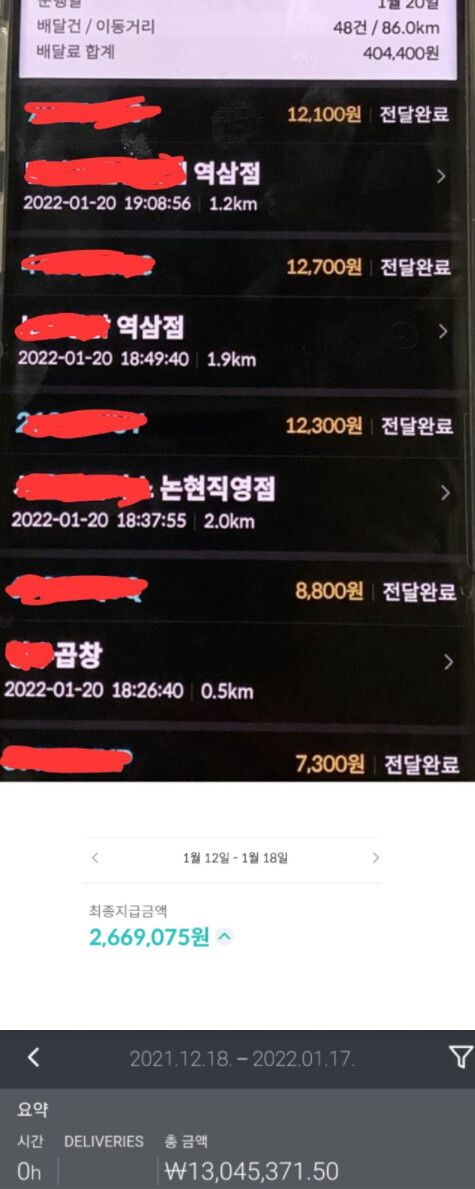 1월 20일
배달건 / 이동거리 48건 / 86.0km
배달료 합계 404,400원
12,100원 | 전달완료
역삼점 >
2022-01-20 19:08:56 | 1.2km
12,700원 | 전달완료
역삼점 >
2022-01-20 18:49:40 | 1.9km
12,300원 | 전달완료
논현직영점 >
2022-01-20 18:37:55 | 2.0km
8,800원 | 전달완료
곱창 >
2022-01-20 18:26:40 | 0.5km
7,300원 | 전달완료
< 1월 12일 - 1월 18일 >
최종지급금액
2,669,075원
< 2021.12.18. – 2022.01.17.
요약
시간 DELIVERIES 총 금액
0h ₩13,045,371.50